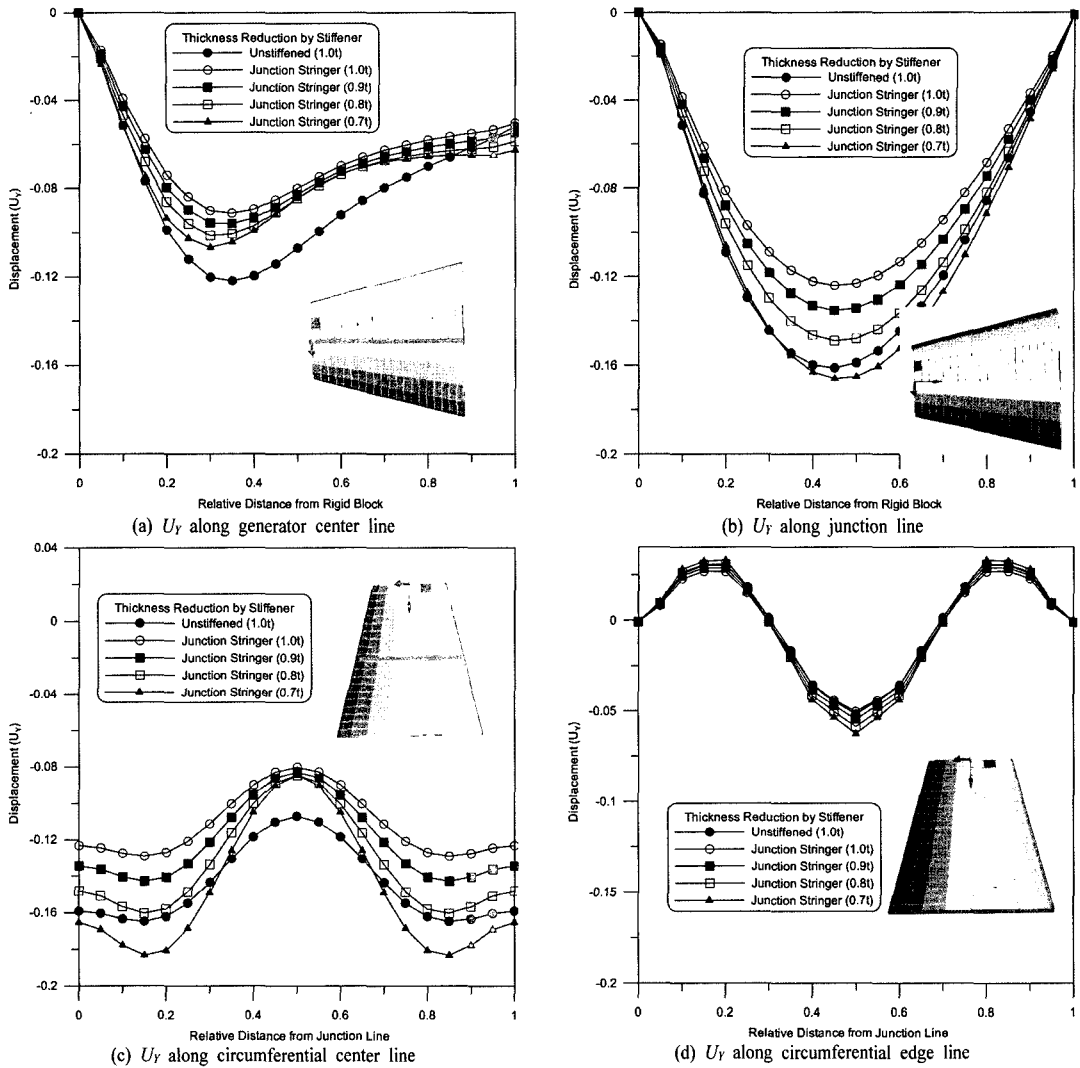 0
-0.04
-0.08
-0.12
-0.16
-0.2
Displacement (U_Y)
Thickness Reduction by Stiffener
Unstiffened (1.0t)
Junction Stringer (1.0t)
Junction Stringer (0.9t)
Junction Stringer (0.8t)
Junction Stringer (0.7t)
0 0.2 0.4 0.6 0.8 1
Relative Distance from Rigid Block
(a) U_Y along generator center line
0
-0.04
-0.08
-0.12
-0.16
-0.2
Displacement (U_Y)
Thickness Reduction by Stiffener
Unstiffened (1.0t)
Junction Stringer (1.0t)
Junction Stringer (0.9t)
Junction Stringer (0.8t)
Junction Stringer (0.7t)
0 0.2 0.4 0.6 0.8 1
Relative Distance from Rigid Block
(b) U_Y along junction line
0.04
0
-0.04
-0.08
-0.12
-0.16
-0.2
Displacement (U_Y)
Thickness Reduction by Stiffener
Unstiffened (1.0t)
Junction Stringer (1.0t)
Junction Stringer (0.9t)
Junction Stringer (0.8t)
Junction Stringer (0.7t)
0 0.2 0.4 0.6 0.8 1
Relative Distance from Junction Line
(c) U_Y along circumferential center line
0
-0.05
-0.1
-0.15
-0.2
Displacement (U_Y)
Thickness Reduction by Stiffener
Unstiffened (1.0t)
Junction Stringer (1.0t)
Junction Stringer (0.9t)
Junction Stringer (0.8t)
Junction Stringer (0.7t)
0 0.2 0.4 0.6 0.8 1
Relative Distance from Junction Line
(d) U_Y along circumferential edge line